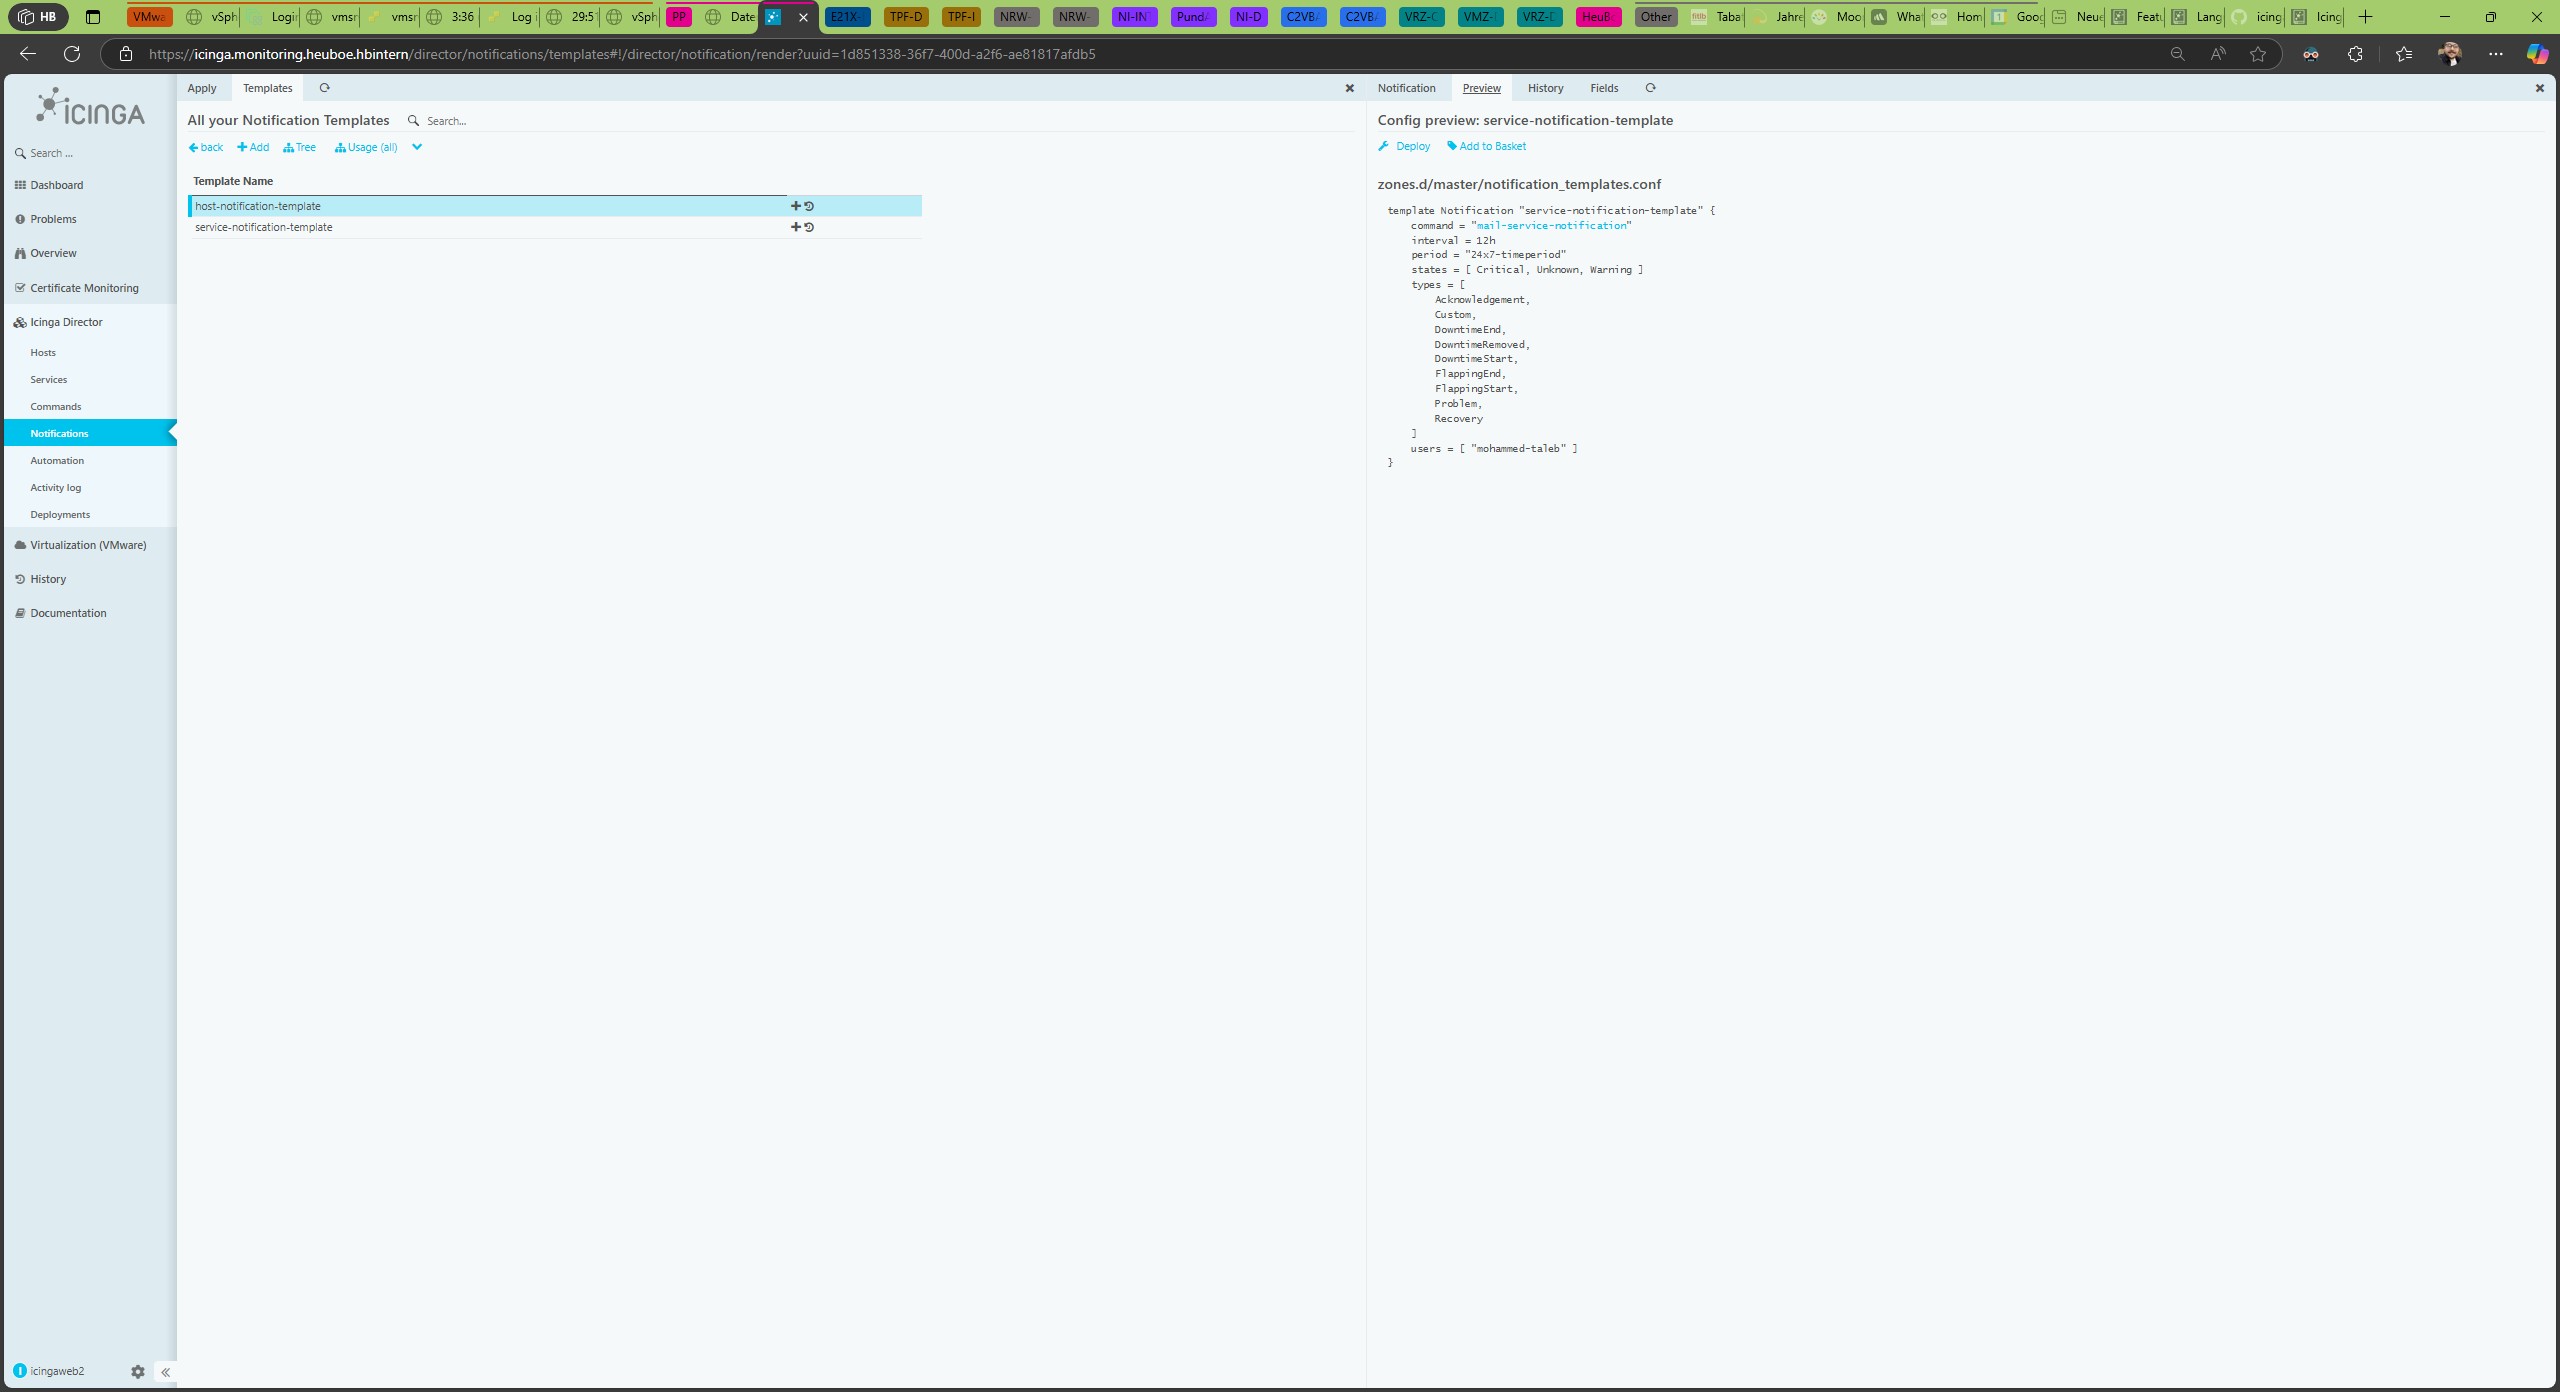 HB
VMwa
vSph
Login
vmsr
vmsr
3:36
Log i
29:51
vSph
PP
Date
E21X-
TPF-D
TPF-I
NRW-
NRW-
NI-IN
Pund
NI-D
C2VB
C2VB
VRZ-C
VMZ-
VRZ-D
HeuB
Other
Taba
Jahre
Moo
Wha
Hom
Goog
Neue
Featu
Lang
icing
Icing
https://icinga.monitoring.heuboe.hbintern/director/notifications/templates#!/director/notification/render?uuid=1d851338-36f7-400d-a2f6-ae81817afdb5
ICINGA
Search ...
Dashboard
Problems
Overview
Certificate Monitoring
Icinga Director
Hosts
Services
Commands
Notifications
Automation
Activity log
Deployments
Virtualization (VMware)
History
Documentation
icingaweb2
Apply Templates
All your Notification Templates Search...
back Add Tree Usage (all)
Template Name
host-notification-template
service-notification-template
Notification Preview History Fields
Config preview: service-notification-template
Deploy Add to Basket
zones.d/master/notification_templates.conf
template Notification "service-notification-template" {
command = "mail-service-notification"
interval = 12h
period = "24x7-timeperiod"
states = [ Critical, Unknown, Warning ]
types = [
Acknowledgement,
Custom,
DowntimeEnd,
DowntimeRemoved,
DowntimeStart,
FlappingEnd,
FlappingStart,
Problem,
Recovery
]
users = [ "mohammed-taleb" ]
}